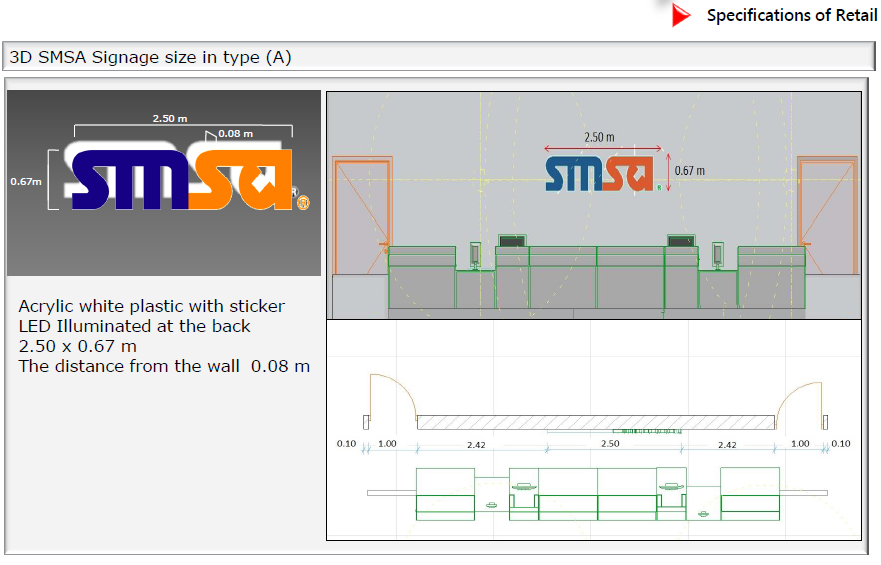 Specifications of Retail
3D SMSA Signage size in type (A)
2.50 m
0.08 m
0.67m
smsa
®
Acrylic white plastic with sticker
LED Illuminated at the back
2.50 x 0.67 m
The distance from the wall 0.08 m
2.50 m
smsa
0.67 m
®
0.10 1.00 2.42 2.50 2.42 1.00 0.10